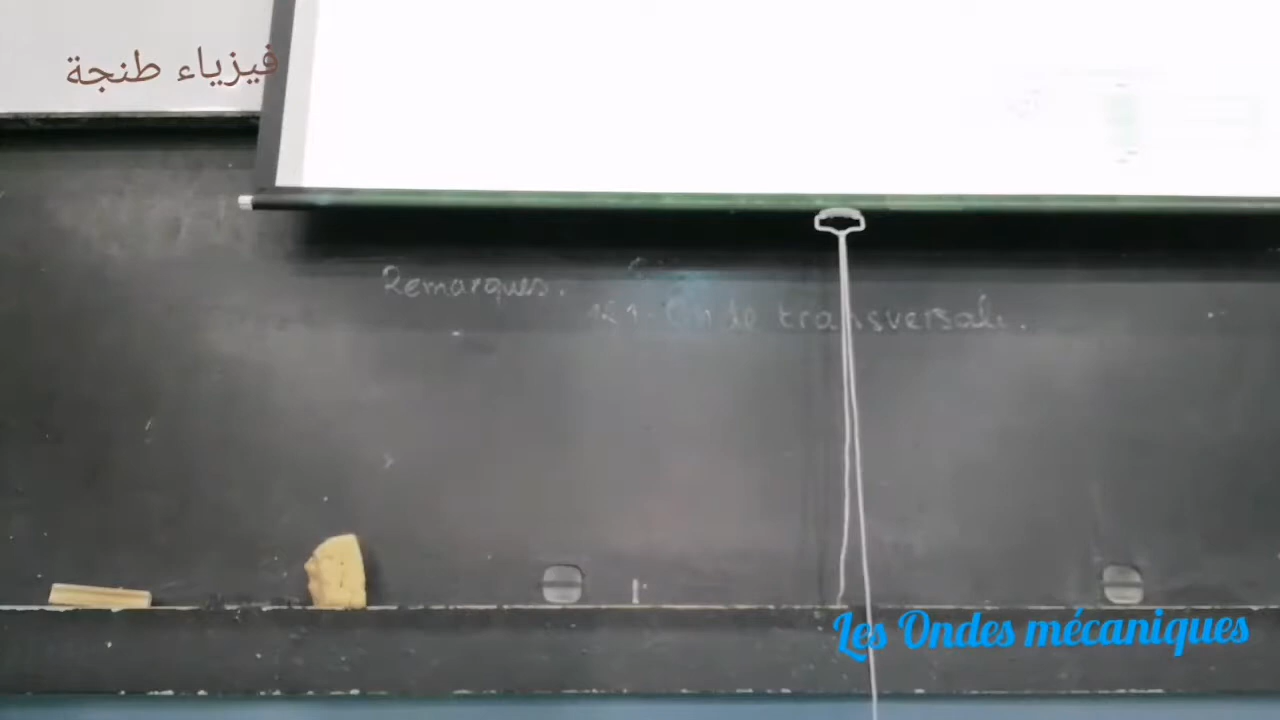 فيزياء طنجة
Remarques.
Onde transversale.
Les Ondes mécaniques